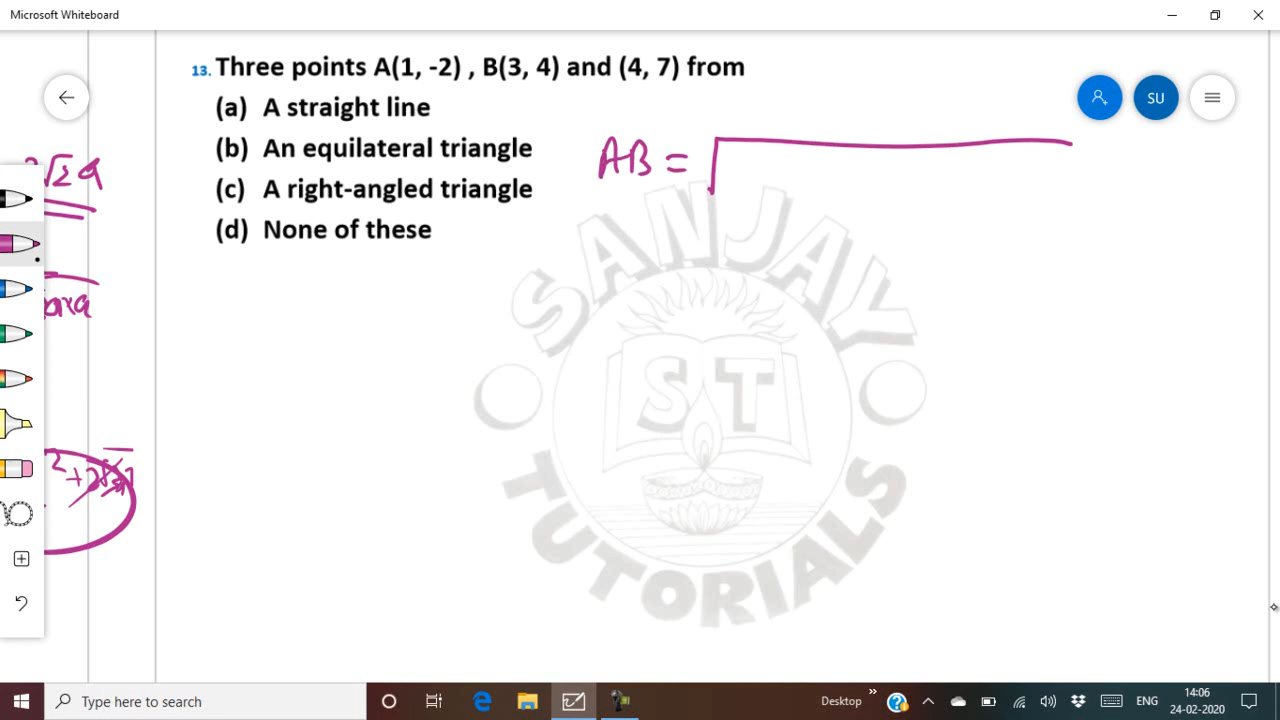 Microsoft Whiteboard
13. Three points A(1, -2) , B(3, 4) and (4, 7) from
(a) A straight line
(b) An equilateral triangle
(c) A right-angled triangle
(d) None of these
AB = √
SU
√2 a
SANJAY
ST
TUTORIALS
Type here to search
Desktop
ENG
14:06
24-02-2020